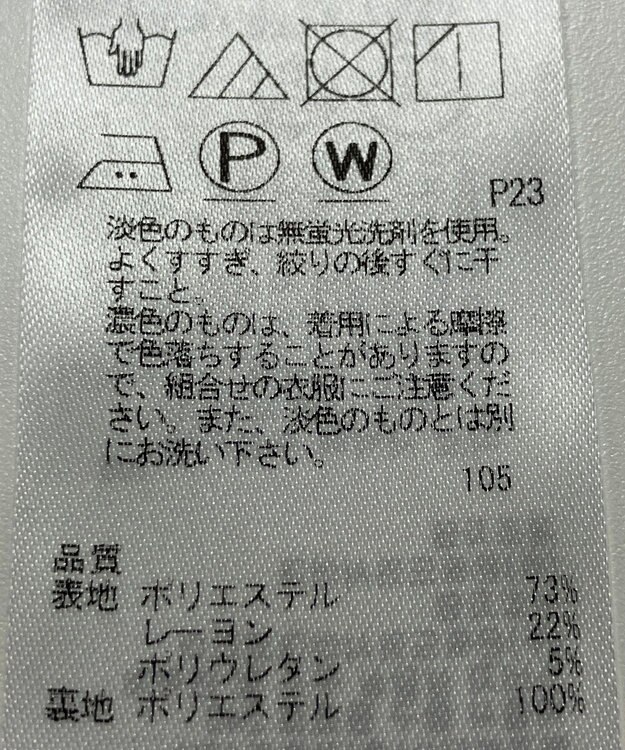 P W
P23
淡色のものは無蛍光洗剤を使用。
よくすすぎ、絞りの後すぐに干
すこと。
濃色のものは、着用による摩擦
で色落ちすることがありますの
で、組合せの衣服にご注意くだ
さい。また、淡色のものとは別
にお洗い下さい。
105
品質
表地 ポリエステル 73%
レーヨン 22%
ポリウレタン 5%
裏地 ポリエステル 100%